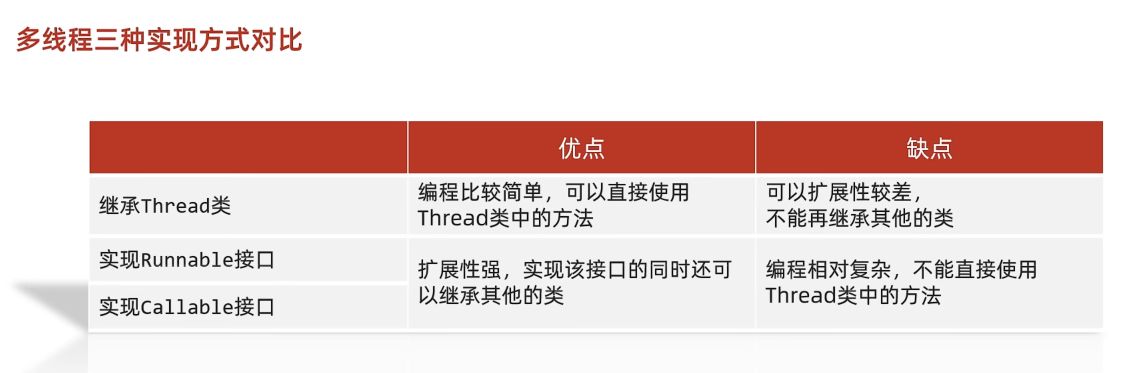 多线程三种实现方式对比
优点
缺点
继承Thread类
编程比较简单，可以直接使用
Thread类中的方法
可以扩展性较差，
不能再继承其他的类
实现Runnable接口
实现Callable接口
扩展性强，实现该接口的同时还可
以继承其他的类
编程相对复杂，不能直接使用
Thread类中的方法